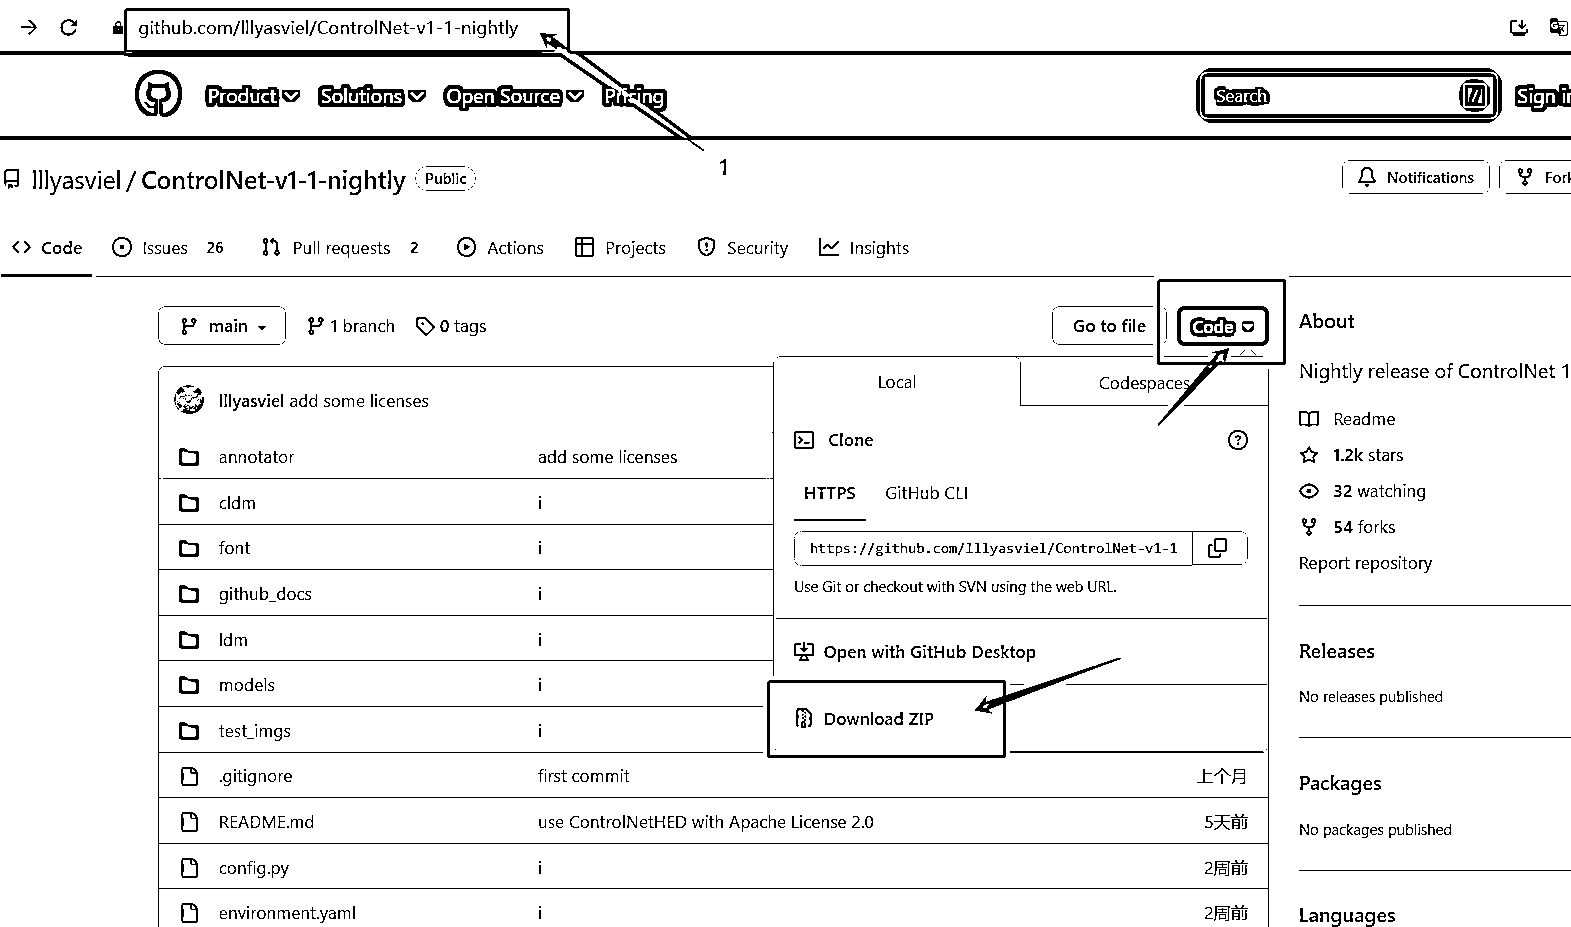 github.com/lllyasviel/ControlNet-v1-1-nightly
Product Solutions Open Source Pricing Search Sign in
1
lllyasviel / ControlNet-v1-1-nightly Public Notifications Fork
Code Issues 26 Pull requests 2 Actions Projects Security Insights
main 1 branch 0 tags Go to file Code
About
Nightly release of ControlNet 1
Readme
1.2k stars
32 watching
54 forks
Report repository
Releases
No releases published
Packages
No packages published
Languages
Local Codespaces
Clone
HTTPS GitHub CLI
https://github.com/lllyasviel/ControlNet-v1-1
Use Git or checkout with SVN using the web URL.
Open with GitHub Desktop
Download ZIP
lllyasviel add some licenses
annotator add some licenses
cldm i
font i
github_docs i
ldm i
models i
test_imgs i
.gitignore first commit 上个月
README.md use ControlNetHED with Apache License 2.0 5天前
config.py i 2周前
environment.yaml i 2周前